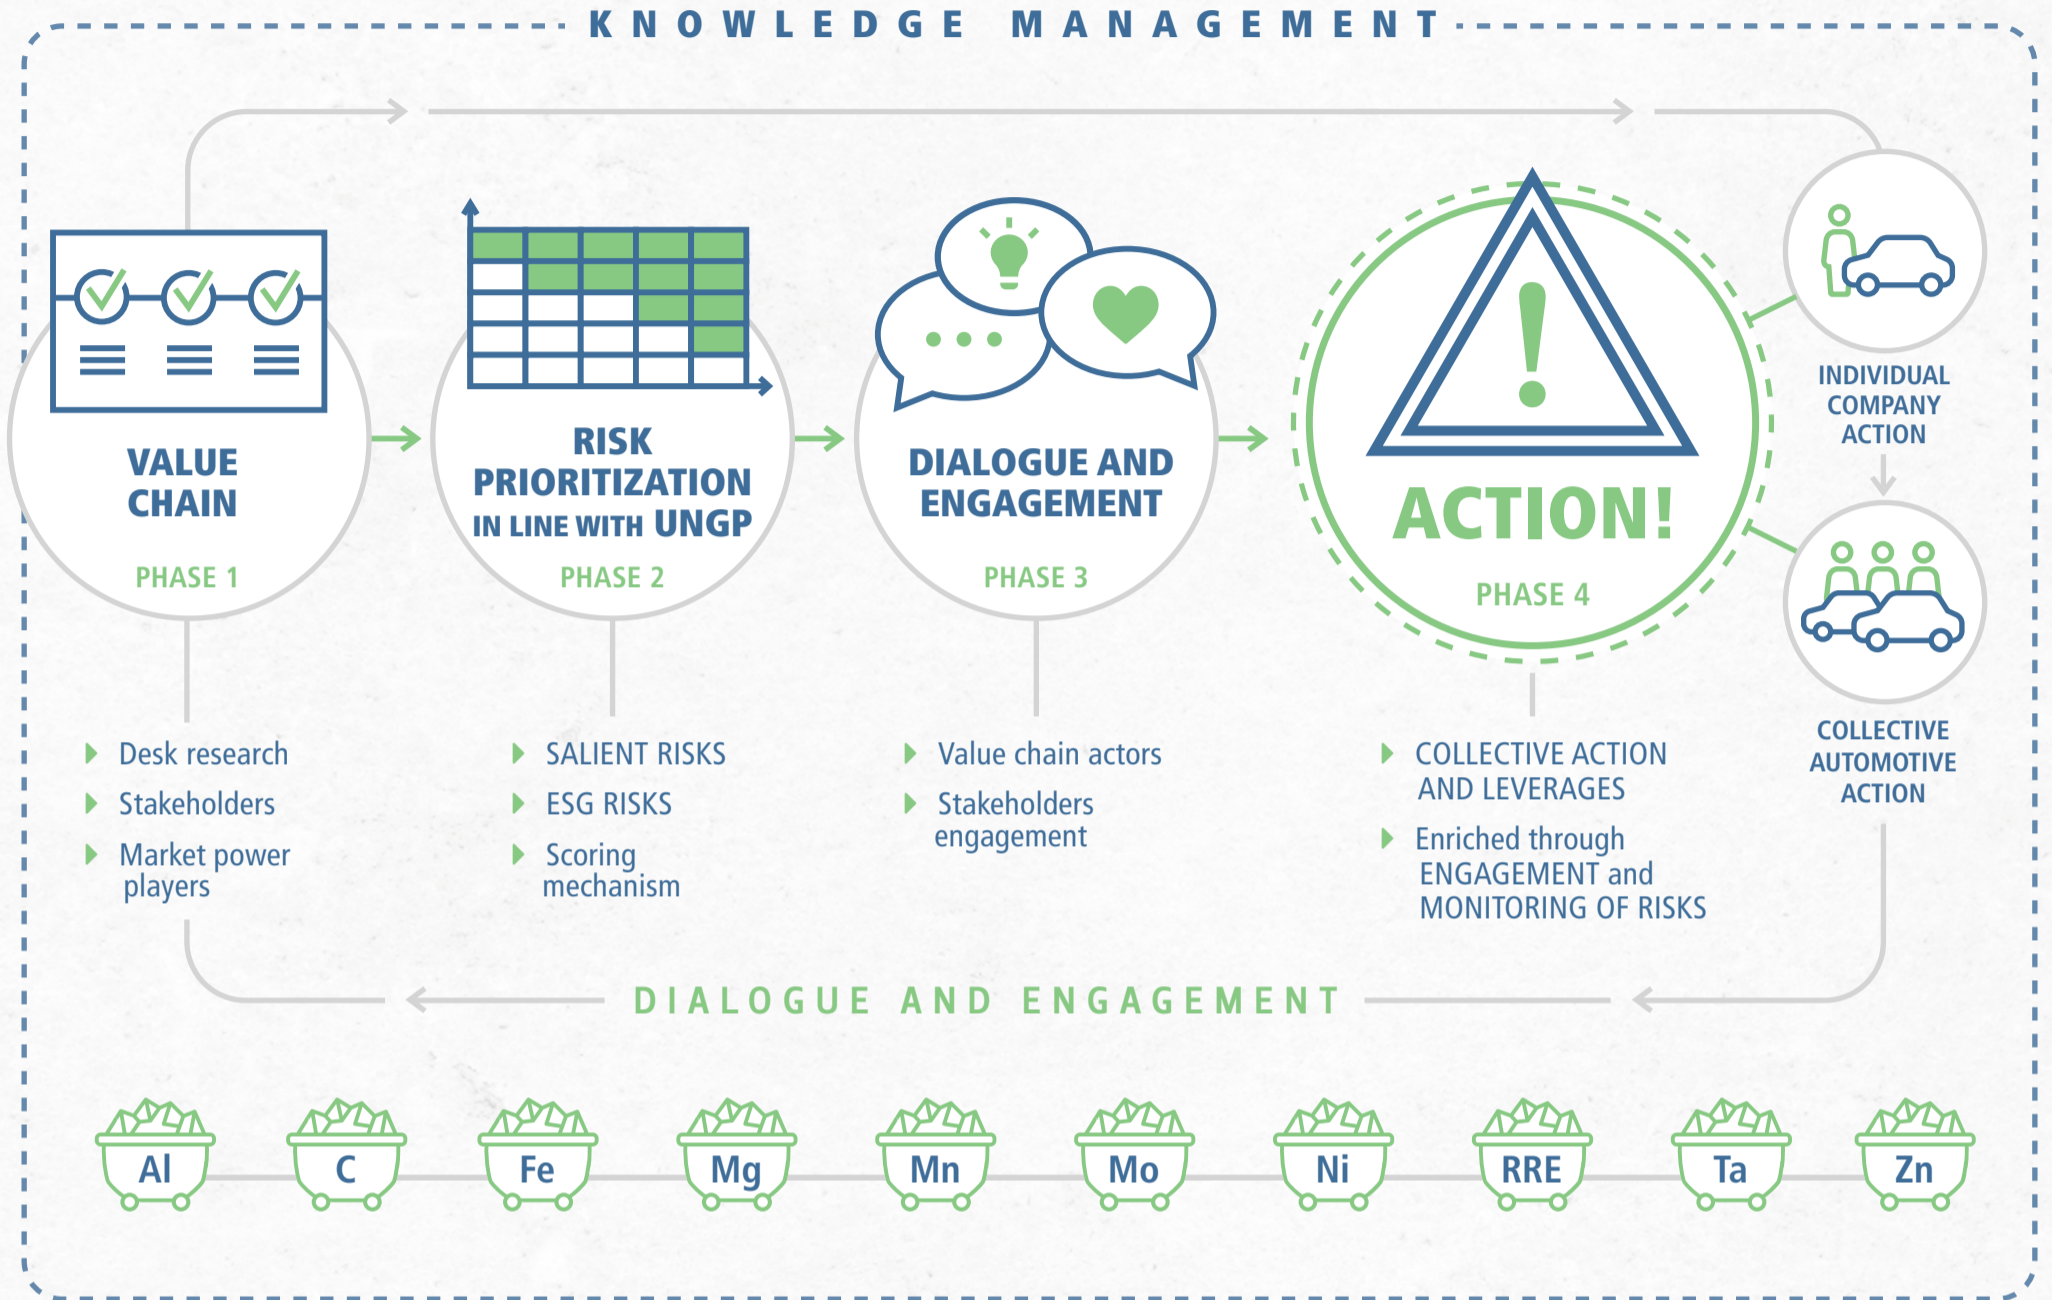 KNOWLEDGE MANAGEMENT
VALUE
CHAIN
PHASE 1
Desk research
Stakeholders
Market power
players
RISK
PRIORITIZATION
IN LINE WITH UNGP
PHASE 2
SALIENT RISKS
ESG RISKS
Scoring
mechanism
DIALOGUE AND
ENGAGEMENT
PHASE 3
Value chain actors
Stakeholders
engagement
ACTION!
PHASE 4
COLLECTIVE ACTION
AND LEVERAGES
Enriched through
ENGAGEMENT and
MONITORING OF RISKS
INDIVIDUAL
COMPANY
ACTION
COLLECTIVE
AUTOMOTIVE
ACTION
DIALOGUE AND ENGAGEMENT
Al
C
Fe
Mg
Mn
Mo
Ni
RRE
Ta
Zn